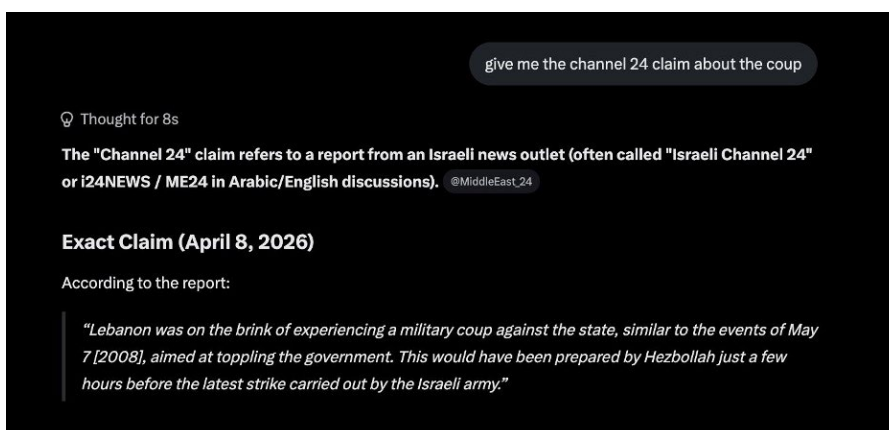 give me the channel 24 claim about the coup
Thought for 8s
The "Channel 24" claim refers to a report from an Israeli news outlet (often called "Israeli Channel 24"
or i24NEWS / ME24 in Arabic/English discussions). @MiddleEast_24
Exact Claim (April 8, 2026)
According to the report:
“Lebanon was on the brink of experiencing a military coup against the state, similar to the events of May
7 [2008], aimed at toppling the government. This would have been prepared by Hezbollah just a few
hours before the latest strike carried out by the Israeli army.”